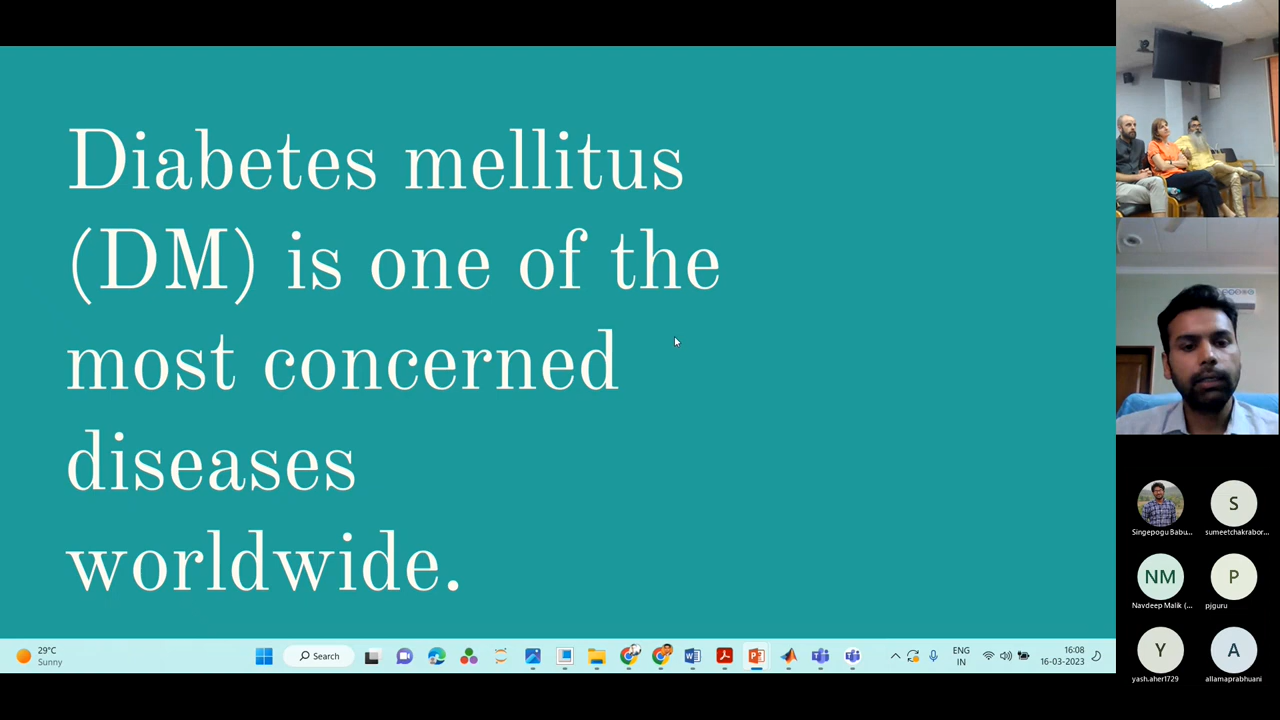 Diabetes mellitus
(DM) is one of the
most concerned
diseases
worldwide.
Singepogu Babu...
sumeetchakrabor...
S
NM
P
Navdeep Malik (...
pjguru
Y
A
yash.aher1729
allamaprabhuani
29°C
Sunny
Search
ENG
IN
16:08
16-03-2023